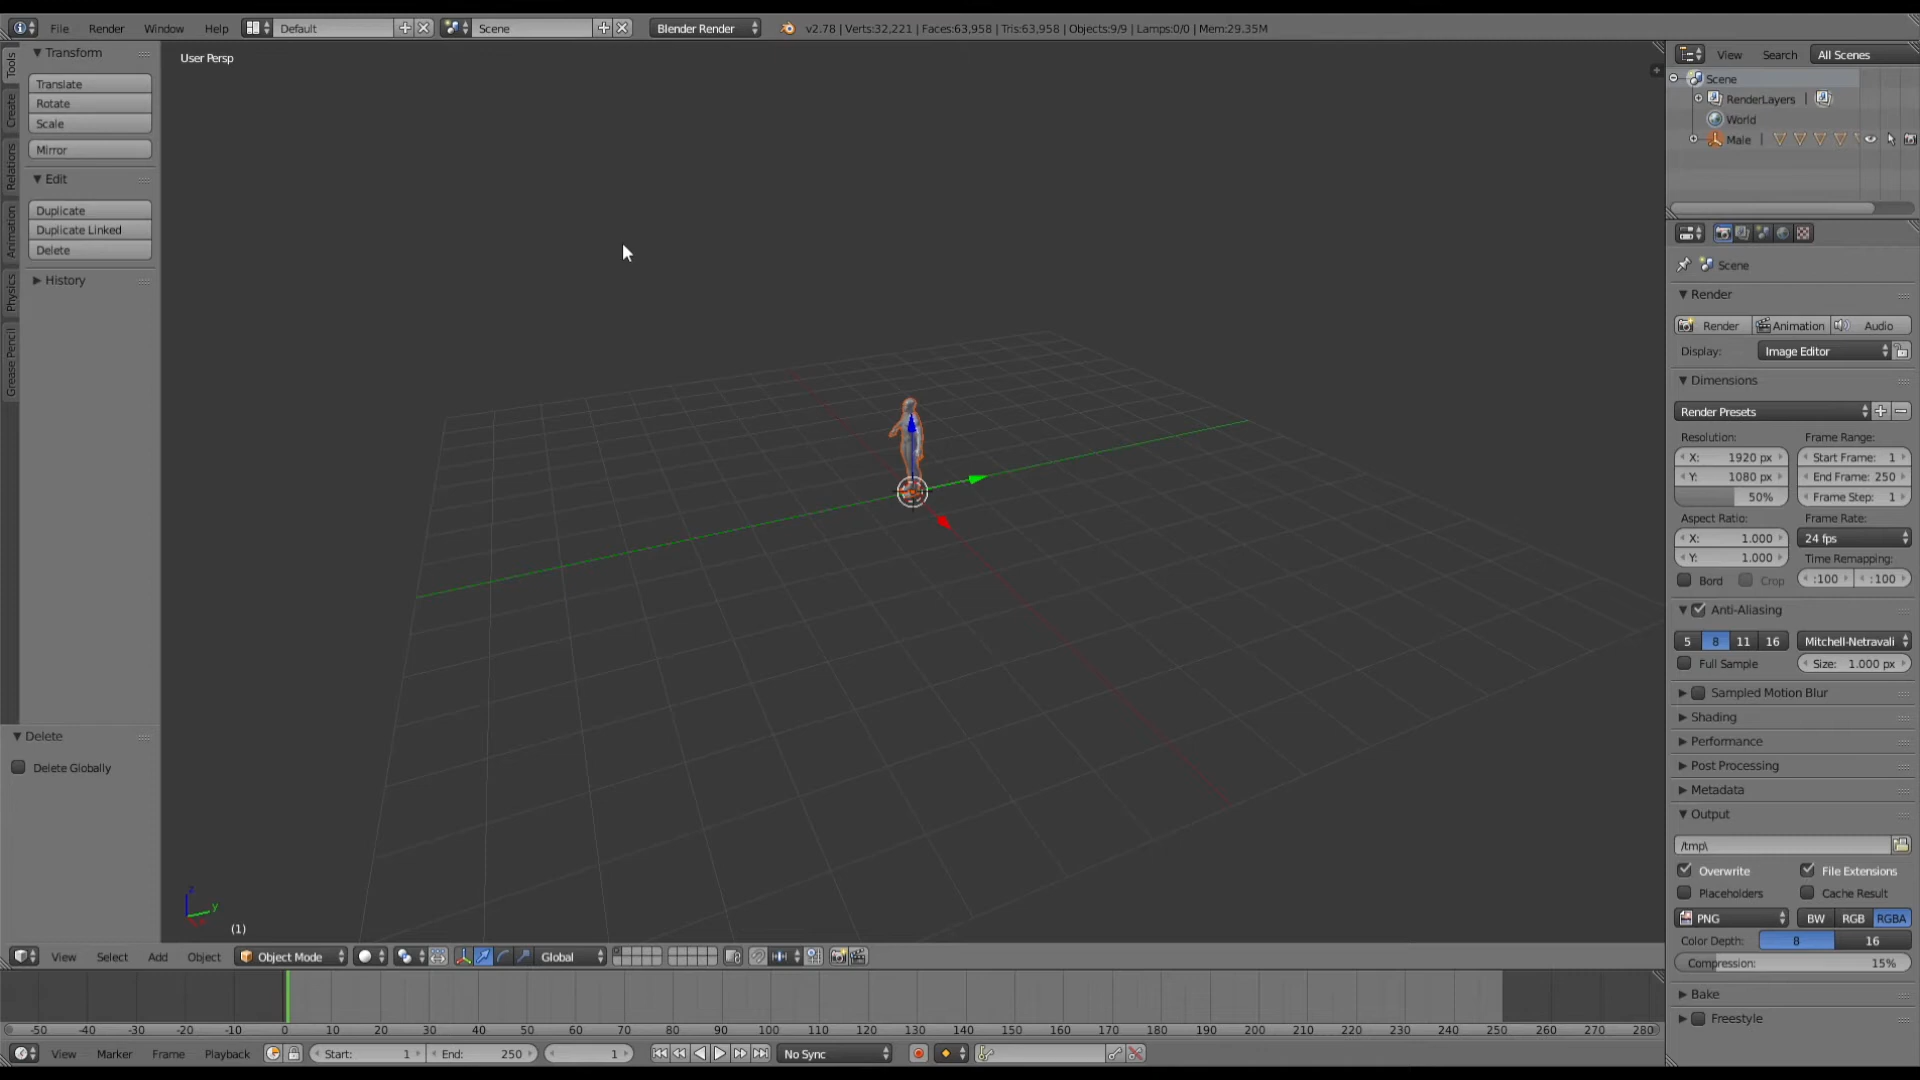 File Render Window Help Default Scene Blender Render v2.78 | Verts:32,221 | Faces:63,958 | Tris:63,958 | Objects:9/9 | Lamps:0/0 | Mem:29.35M
Tools
Create
Relations
Animation
Physics
Grease Pencil
Transform
Translate
Rotate
Scale
Mirror
Edit
Duplicate
Duplicate Linked
Delete
History
Delete
Delete Globally
User Persp
z
y
(1)
View Search All Scenes
Scene
RenderLayers |
World
Male |
Scene
Render
Render Animation Audio
Display: Image Editor
Dimensions
Render Presets
Resolution: Frame Range:
X: 1920 px Start Frame: 1
Y: 1080 px End Frame: 250
50% Frame Step: 1
Aspect Ratio: Frame Rate:
X: 1.000 24 fps
Y: 1.000 Time Remapping:
Bord Crop :100 :100
Anti-Aliasing
5 8 11 16 Mitchell-Netravali
Full Sample Size: 1.000 px
Sampled Motion Blur
Shading
Performance
Post Processing
Metadata
Output
/tmp\
Overwrite File Extensions
Placeholders Cache Result
PNG BW RGB RGBA
Color Depth: 8 16
Compression: 15%
Bake
Freestyle
View Select Add Object Object Mode Global
-50 -40 -30 -20 -10 0 10 20 30 40 50 60 70 80 90 100 110 120 130 140 150 160 170 180 190 200 210 220 230 240 250 260 270 280
View Marker Frame Playback Start: 1 End: 250 1 No Sync